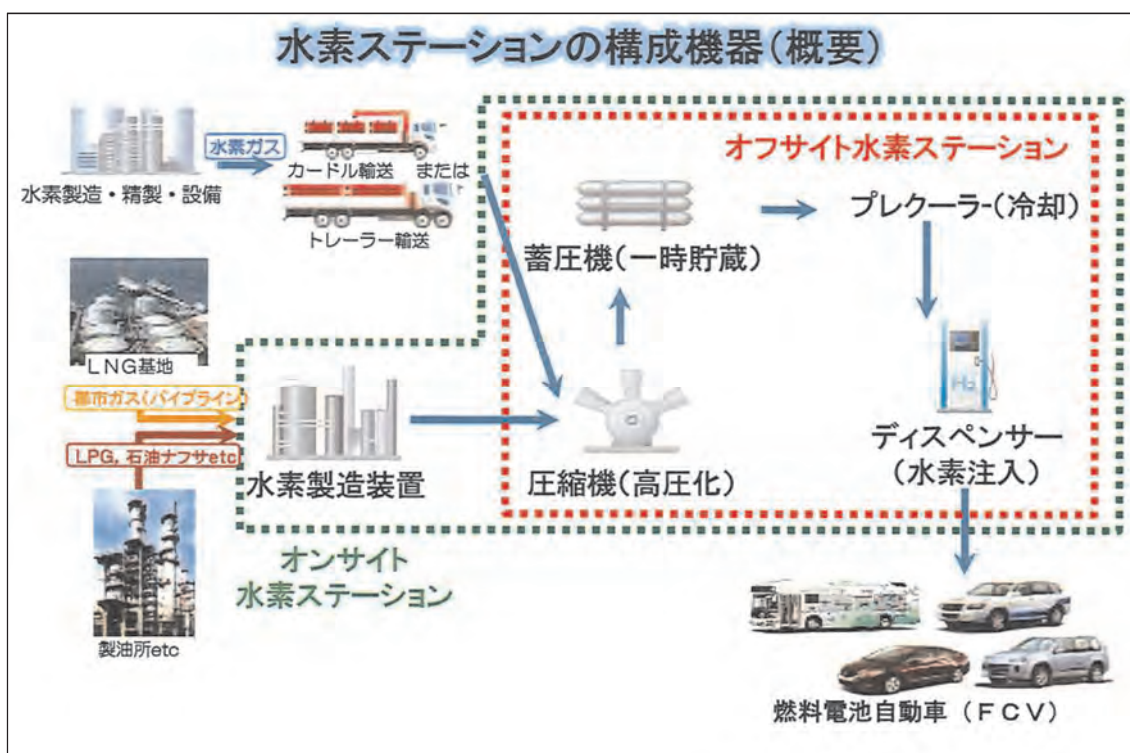 水素ステーションの構成機器(概要)
水素ガス
水素製造・精製・設備
カードル輸送 または
トレーラー輸送
オフサイト水素ステーション
プレクーラー(冷却)
蓄圧機(一時貯蔵)
LNG基地
都市ガス(パイプライン)
LPG, 石油ナフサetc
水素製造装置
圧縮機(高圧化)
H₂
ディスペンサー
(水素注入)
オンサイト
水素ステーション
製油所etc
燃料電池自動車(FCV)